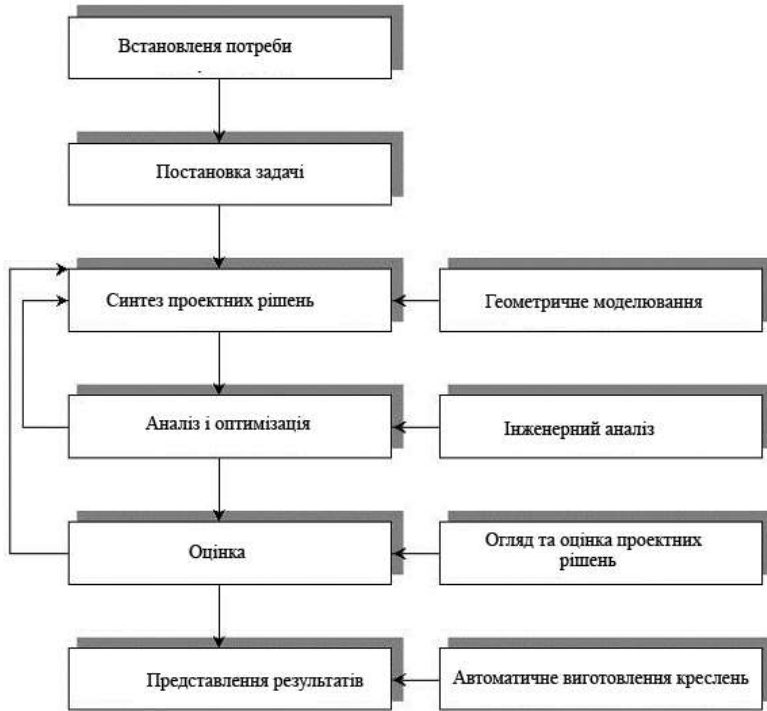 Встановленя потреби
Постановка задачі
Синтез проектних рішень
Геометричне моделювання
Аналіз і оптимізація
Інженерний аналіз
Оцінка
Огляд та оцінка проектних
рішень
Представлення результатів
Автоматичне виготовлення креслень